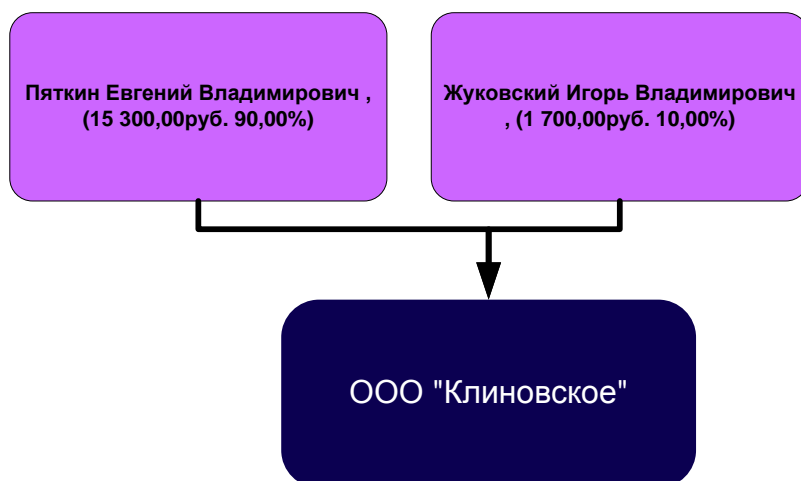 Пяткин Евгений Владимирович ,
(15 300,00руб. 90,00%)
Жуковский Игорь Владимирович
, (1 700,00руб. 10,00%)
ООО "Клиновское"